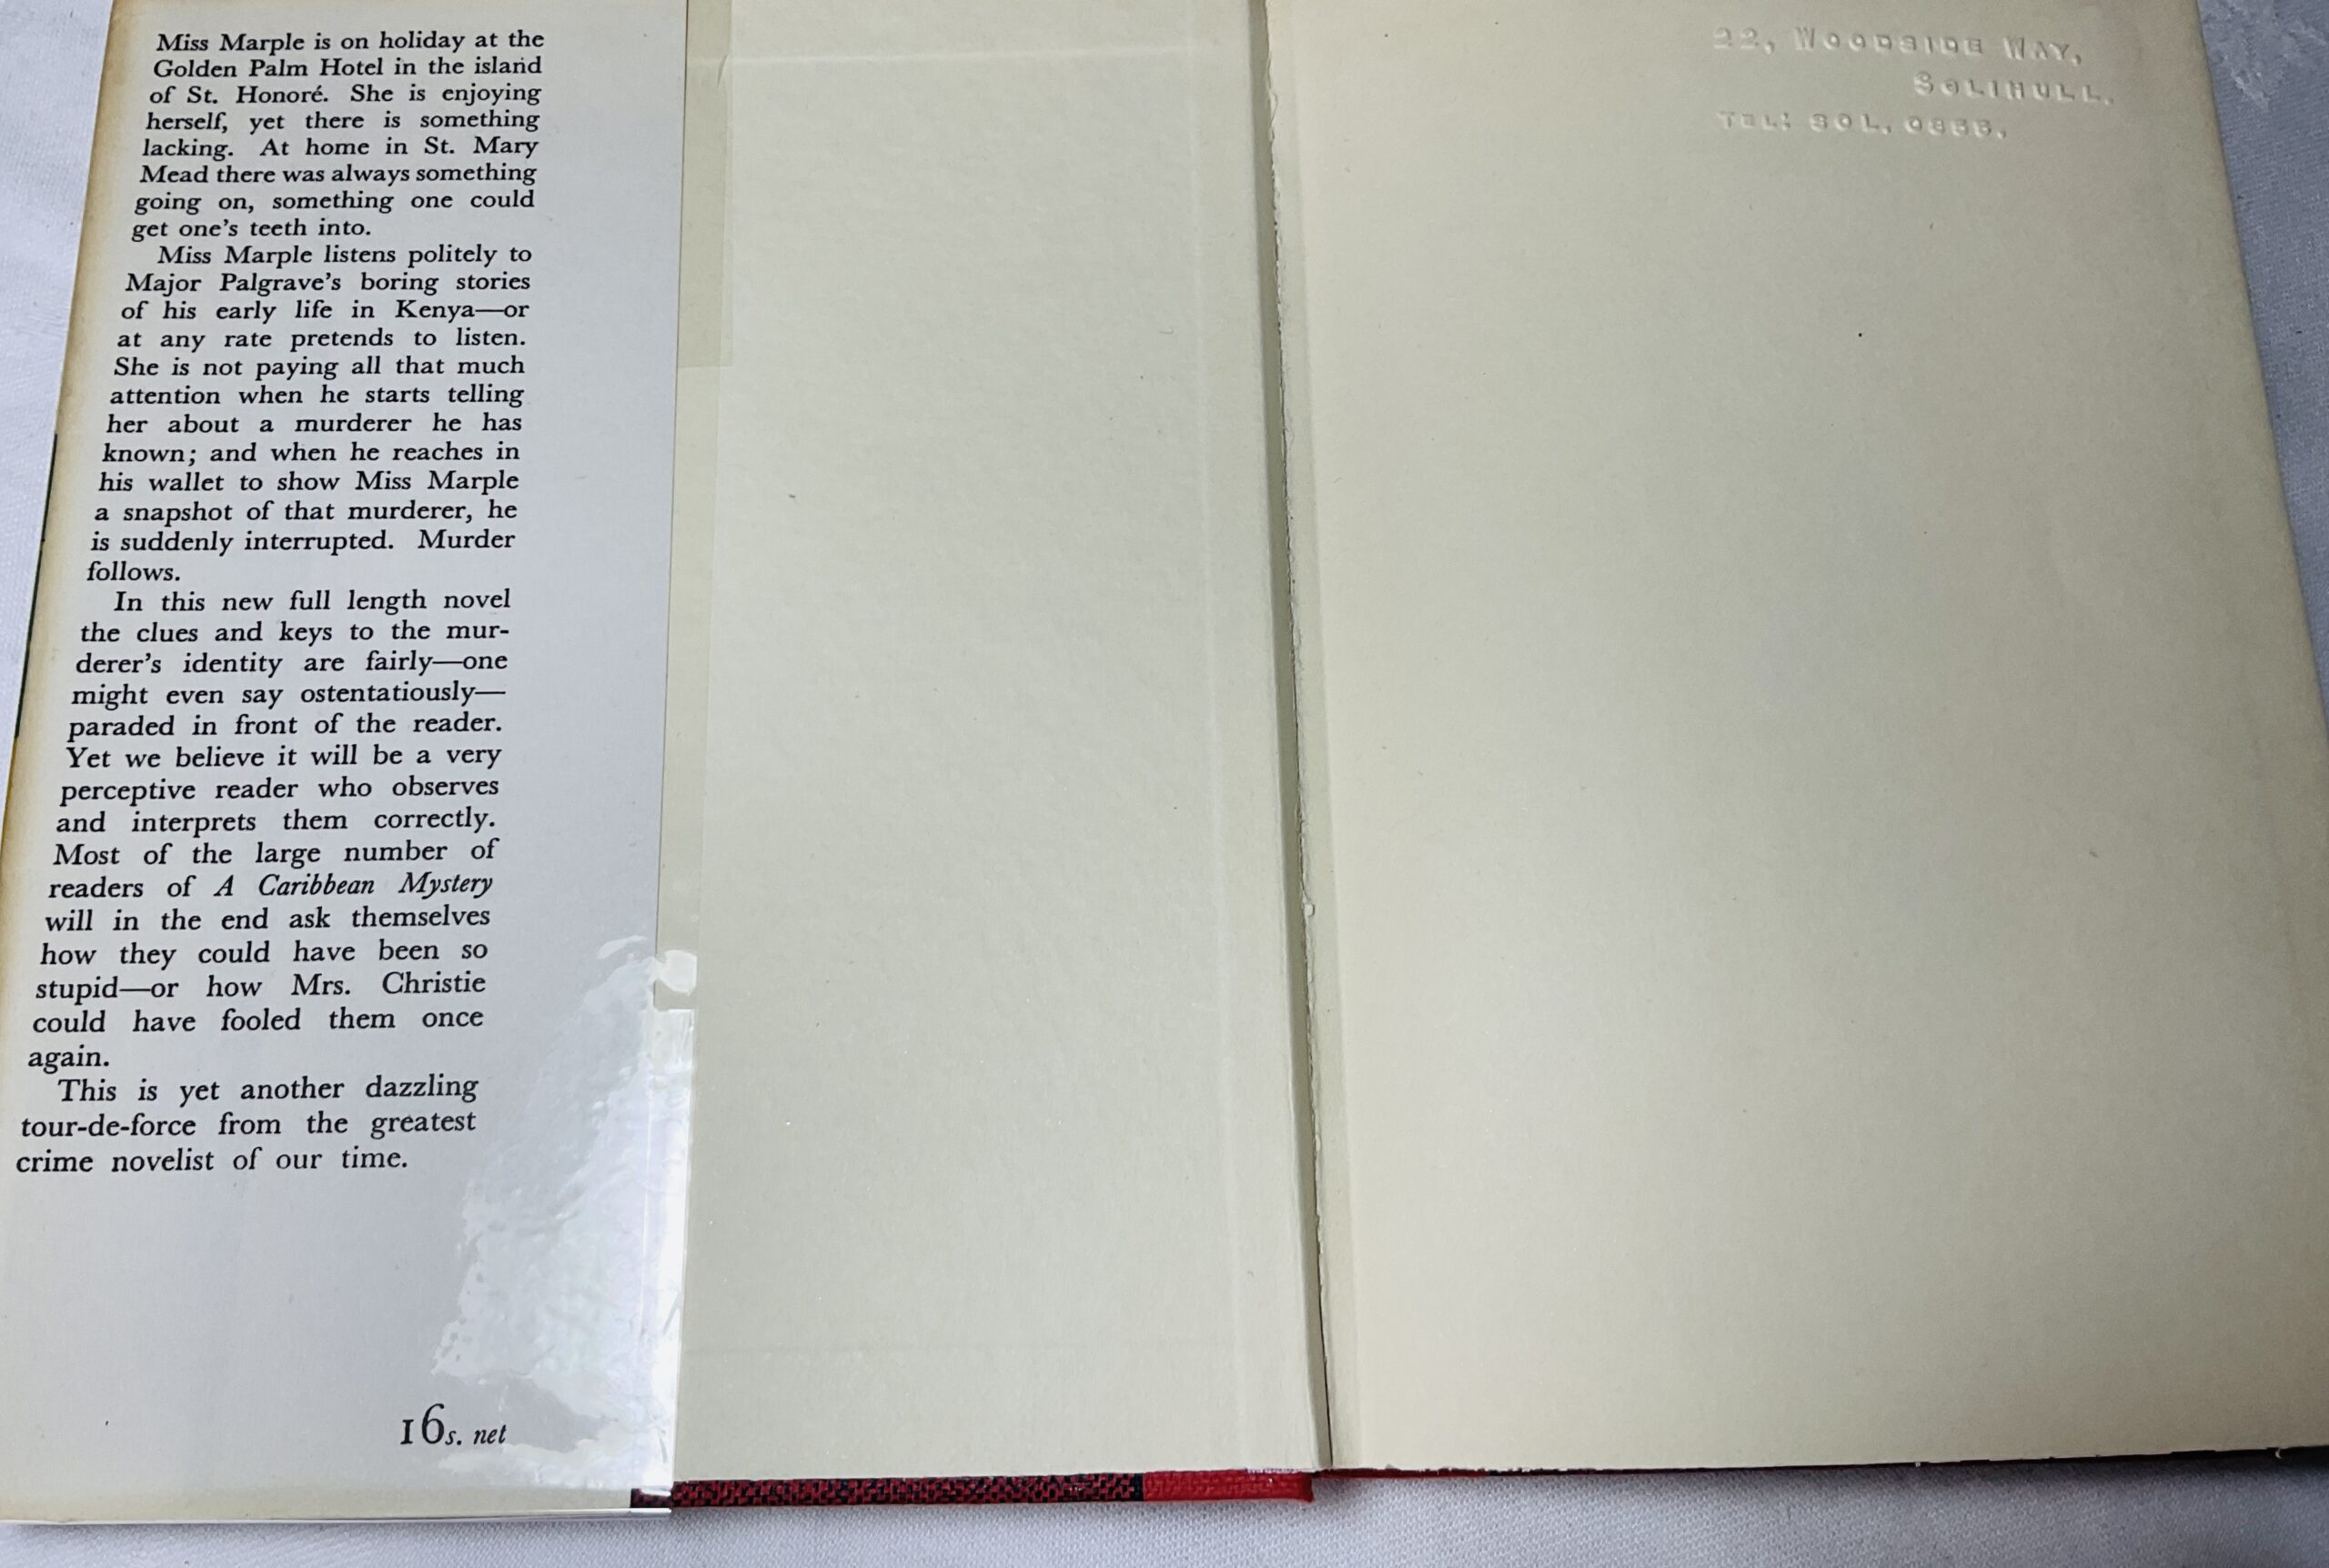 Miss Marple is on holiday at the
Golden Palm Hotel in the island
of St. Honoré. She is enjoying
herself, yet there is something
lacking. At home in St. Mary
Mead there was always something
going on, something one could
get one's teeth into.
Miss Marple listens politely to
Major Palgrave's boring stories
of his early life in Kenya—or
at any rate pretends to listen.
She is not paying all that much
attention when he starts telling
her about a murderer he has
known; and when he reaches in
his wallet to show Miss Marple
a snapshot of that murderer, he
is suddenly interrupted. Murder
follows.
In this new full length novel
the clues and keys to the mur-
derer's identity are fairly—one
might even say ostentatiously—
paraded in front of the reader.
Yet we believe it will be a very
perceptive reader who observes
and interprets them correctly.
Most of the large number of
readers of A Caribbean Mystery
will in the end ask themselves
how they could have been so
stupid—or how Mrs. Christie
could have fooled them once
again.
This is yet another dazzling
tour-de-force from the greatest
crime novelist of our time.
16s. net
22, WOODSIDE WAY,
SOLIHULL.
TEL: SOL.